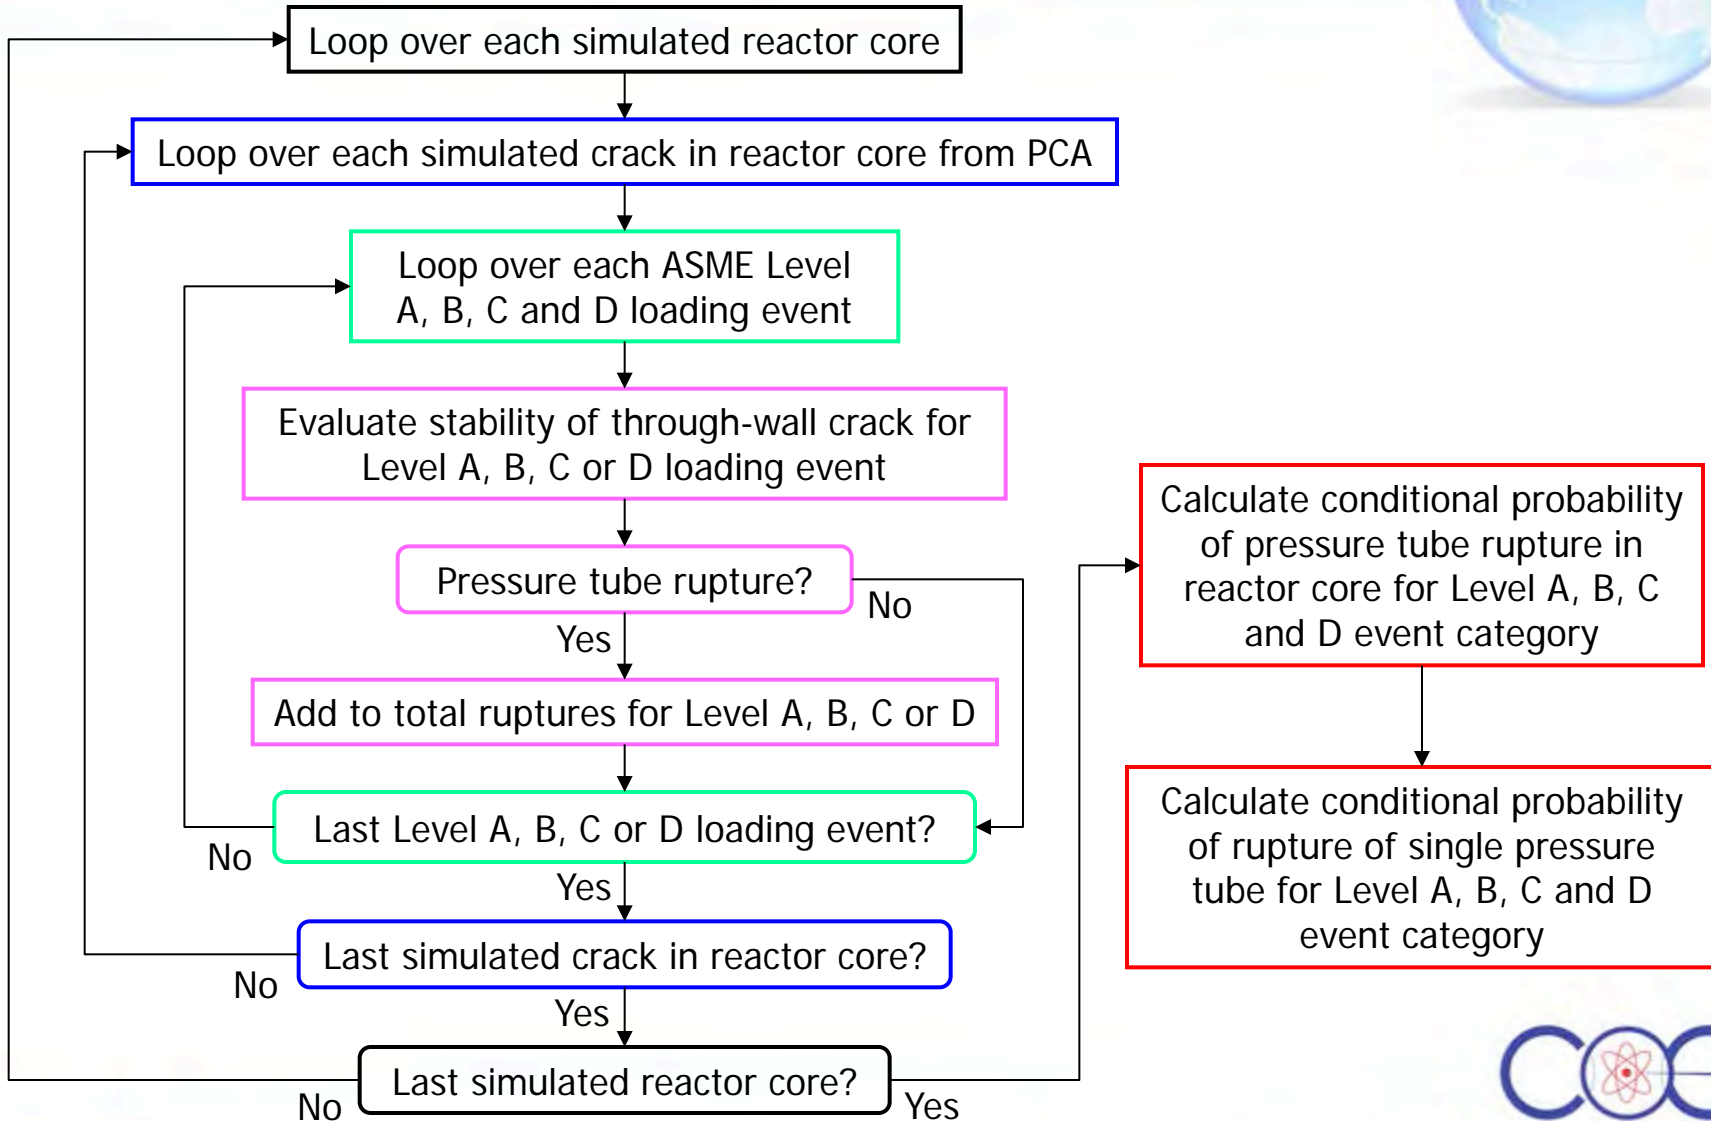 Loop over each simulated reactor core
Loop over each simulated crack in reactor core from PCA
Loop over each ASME Level
A, B, C and D loading event
Evaluate stability of through-wall crack for
Level A, B, C or D loading event
Pressure tube rupture?
No
Yes
Add to total ruptures for Level A, B, C or D
Last Level A, B, C or D loading event?
No
Yes
Last simulated crack in reactor core?
No
Yes
Last simulated reactor core?
No
Yes
Calculate conditional probability
of pressure tube rupture in
reactor core for Level A, B, C
and D event category
Calculate conditional probability
of rupture of single pressure
tube for Level A, B, C and D
event category